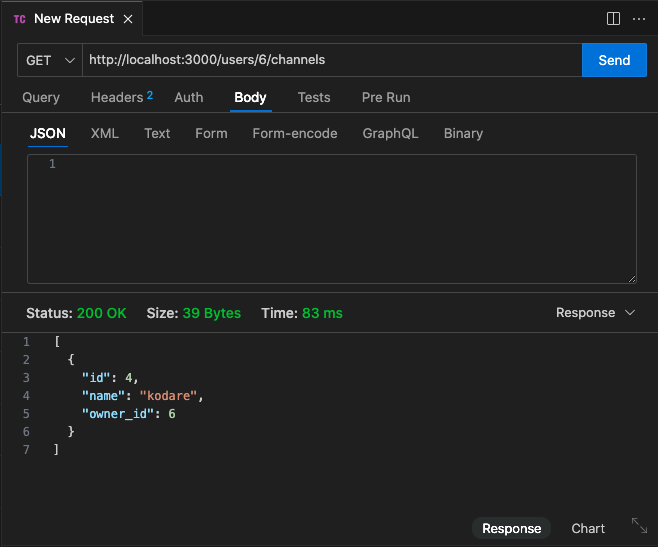 TC New Request
GET http://localhost:3000/users/6/channels Send
Query Headers 2 Auth Body Tests Pre Run
JSON XML Text Form Form-encode GraphQL Binary
1
Status: 200 OK Size: 39 Bytes Time: 83 ms Response
1 [
2 {
3 "id": 4,
4 "name": "kodare",
5 "owner_id": 6
6 }
7 ]
Response Chart